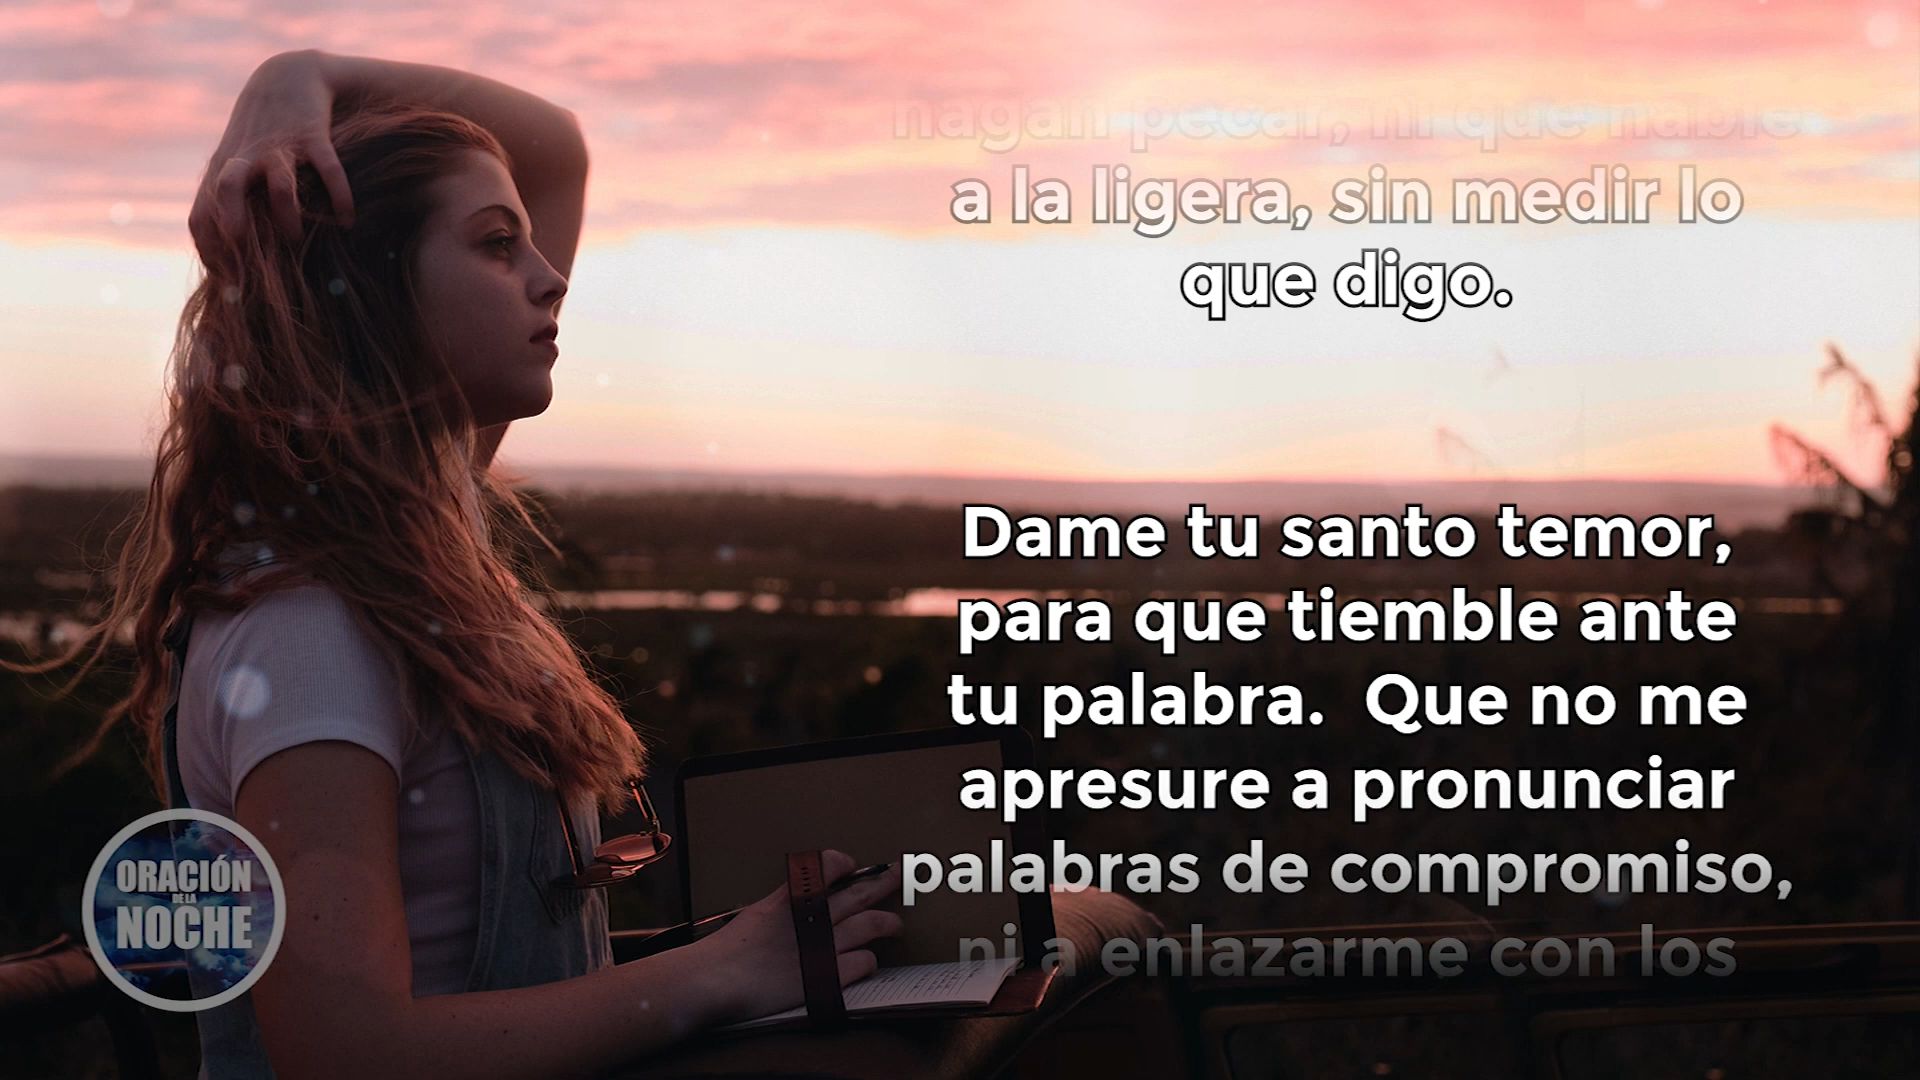 hagan pecar, ni que hable
a la ligera, sin medir lo
que digo.
Dame tu santo temor,
para que tiemble ante
tu palabra.  Que no me
apresure a pronunciar
palabras de compromiso,
ni a enlazarme con los
ORACIÓN
DE LA
NOCHE